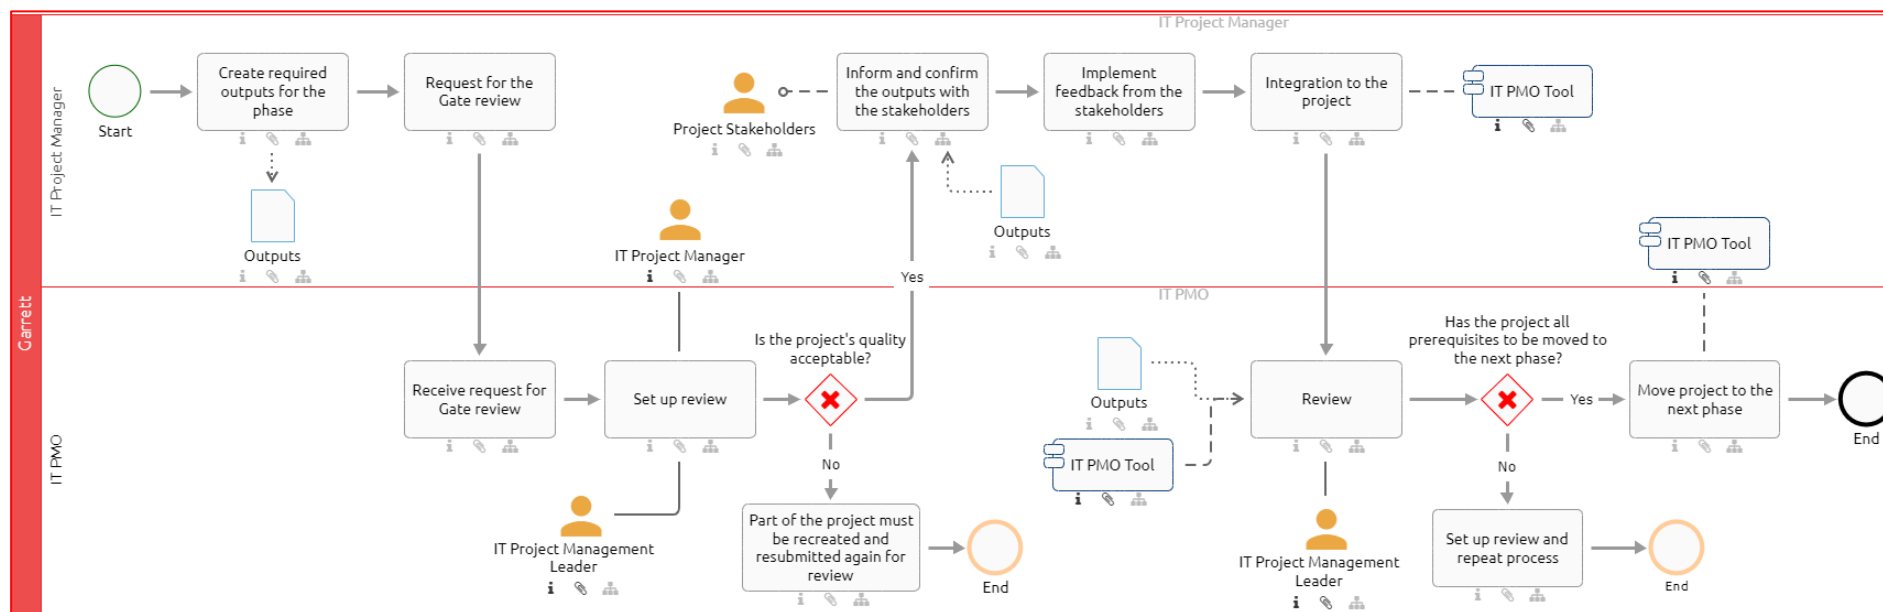 IT Project Manager
Garrett
IT Project Manager
Start
Create required
outputs for the
phase
Request for the
Gate review
Project Stakeholders
Inform and confirm
the outputs with
the stakeholders
Implement
feedback from the
stakeholders
Integration to the
project
IT PMO Tool
Outputs
IT Project Manager
Outputs
Yes
IT PMO Tool
IT PMO
IT PMO
Receive request for
Gate review
Set up review
Is the project's quality
acceptable?
No
Part of the project must
be recreated and
resubmitted again for
review
End
IT Project Management
Leader
Outputs
IT PMO Tool
Review
IT Project Management
Leader
Has the project all
prerequisites to be moved to
the next phase?
Yes
Move project to the
next phase
End
No
Set up review and
repeat process
End